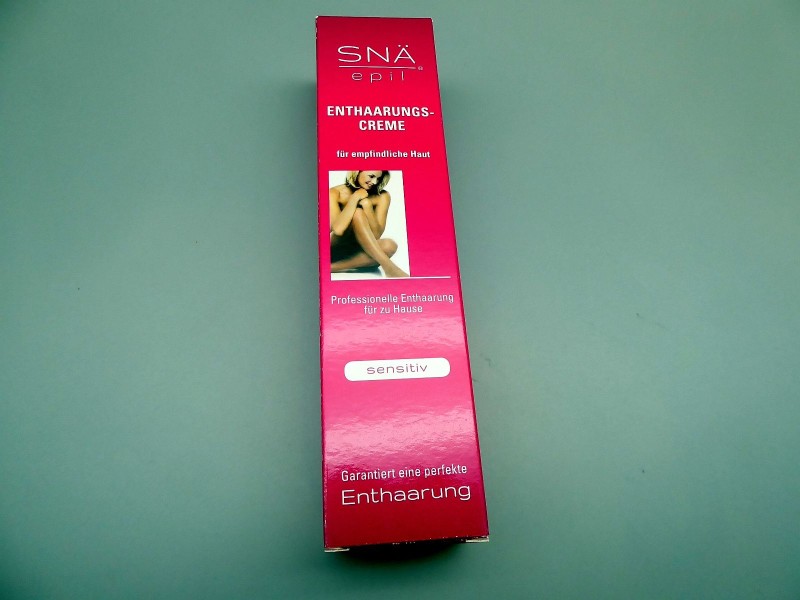 SNÄ
epil®
ENTHAARUNGS-
CREME
für empfindliche Haut
Professionelle Enthaarung
für zu Hause
sensitiv
Garantiert eine perfekte
Enthaarung